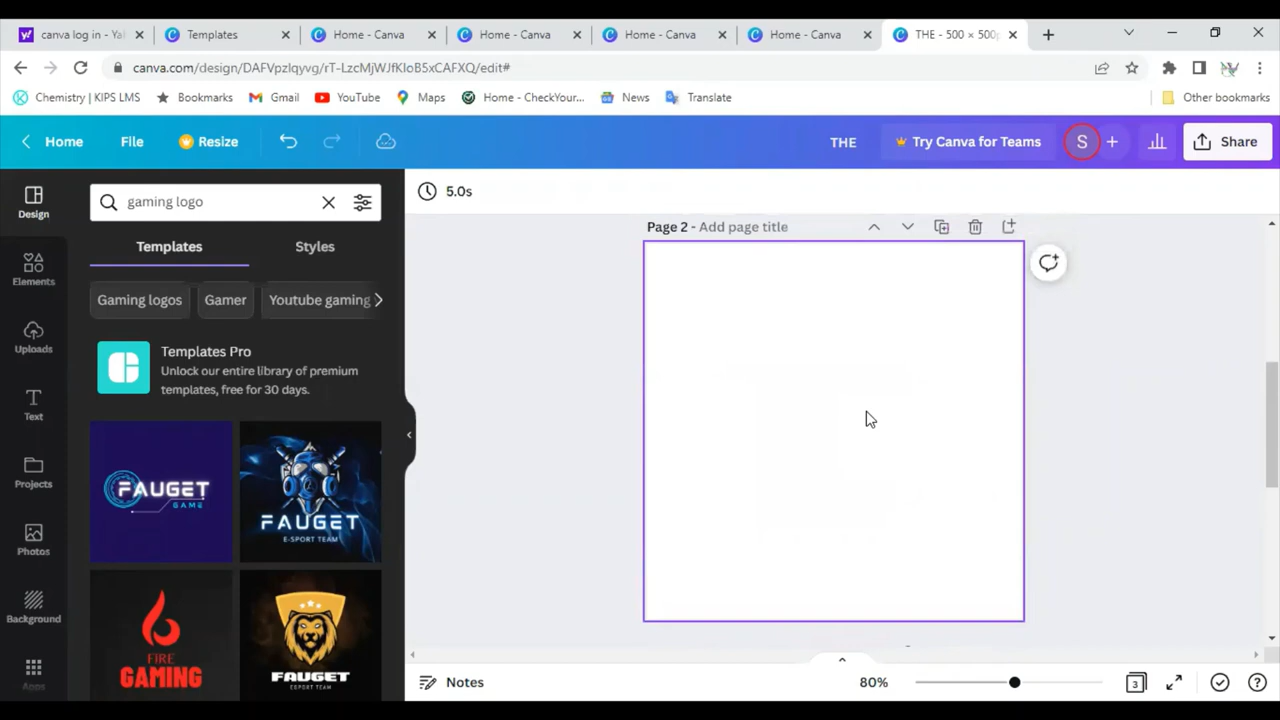 canva log in - Ya
Templates
Home - Canva
Home - Canva
Home - Canva
Home - Canva
THE - 500 × 500p
canva.com/design/DAFVpzIqyvg/rT-LzcMjWJfKIoB5xCAFXQ/edit#
Chemistry | KIPS LMS
Bookmarks
Gmail
YouTube
Maps
Home - CheckYour...
News
Translate
Other bookmarks
Home
File
Resize
THE
Try Canva for Teams
S
Share
Design
gaming logo
5.0s
Templates
Styles
Page 2 - Add page title
Elements
Gaming logos
Gamer
Youtube gaming
Uploads
Templates Pro
Unlock our entire library of premium
templates, free for 30 days.
Text
Projects
FAUGET
GAME
FAUGET
E-SPORT TEAM
Photos
Background
FIRE
GAMING
FAUGET
ESPORT TEAM
Apps
Notes
80%
3